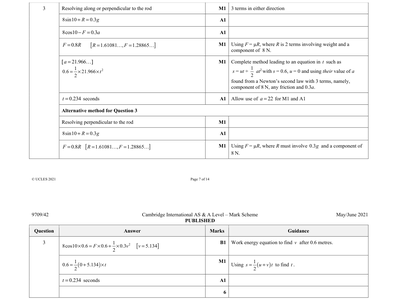 3 Resolving along or perpendicular to the rod M1 3 terms in either direction
8sin10 + R = 0.3g A1
8cos10 − F = 0.3a A1
F = 0.8R [R = 1.61081…, F = 1.28865…] M1 Using F = μR, where R is 2 terms involving weight and a
component of 8 N.
[a = 21.966…] M1 Complete method leading to an equation in t such as
0.6 = 1/2 × 21.966 × t² s = ut + 1/2 at² with s = 0.6, u = 0 and using their value of a
found from a Newton's second law with 3 terms, namely,
component of 8 N, any friction and 0.3a.
t = 0.234 seconds A1 Allow use of a = 22 for M1 and A1
Alternative method for Question 3
Resolving perpendicular to the rod M1
8sin10 + R = 0.3g A1
F = 0.8R [R = 1.61081…, F = 1.28865…] M1 Using F = μR, where R must involve 0.3g and a component of
8 N.
© UCLES 2021 Page 7 of 14
9709/42 Cambridge International AS & A Level – Mark Scheme May/June 2021
PUBLISHED
Question Answer Marks Guidance
3 8cos10 × 0.6 = F × 0.6 + 1/2 × 0.3v² [v = 5.134] B1 Work energy equation to find v after 0.6 metres.
0.6 = 1/2 (0 + 5.134) × t M1 Using s = 1/2 (u + v) t to find t.
t = 0.234 seconds A1
6